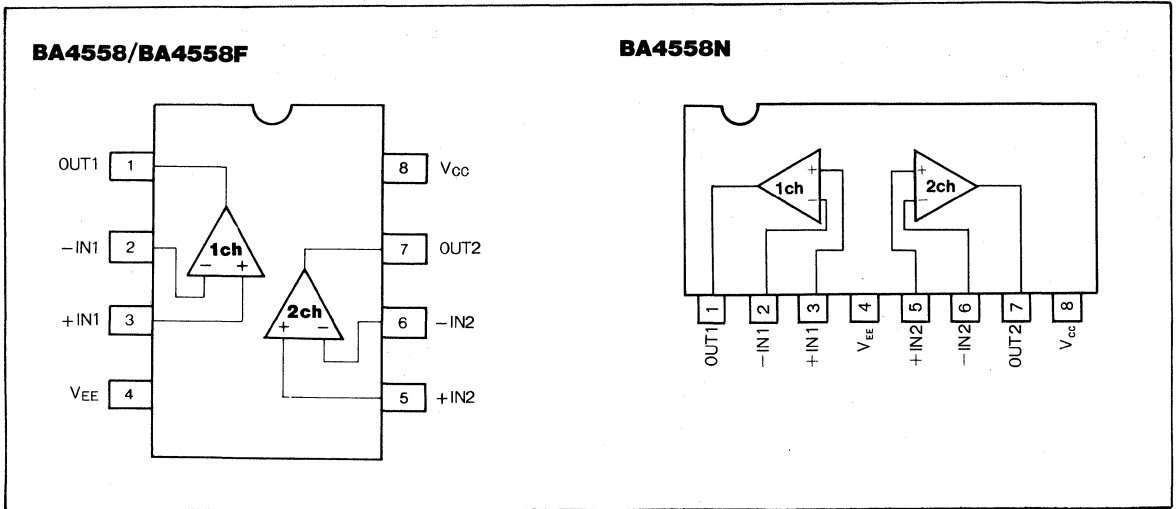 BA4558/BA4558F
OUT1 1
-IN1 2
+IN1 3
VEE 4
8 Vcc
7 OUT2
6 -IN2
5 +IN2
1ch
- +
2ch
+ -
BA4558N
1ch
+
-
2ch
+
-
1 2 3 4 5 6 7 8
OUT1 -IN1 +IN1 VEE +IN2 -IN2 OUT2 Vcc